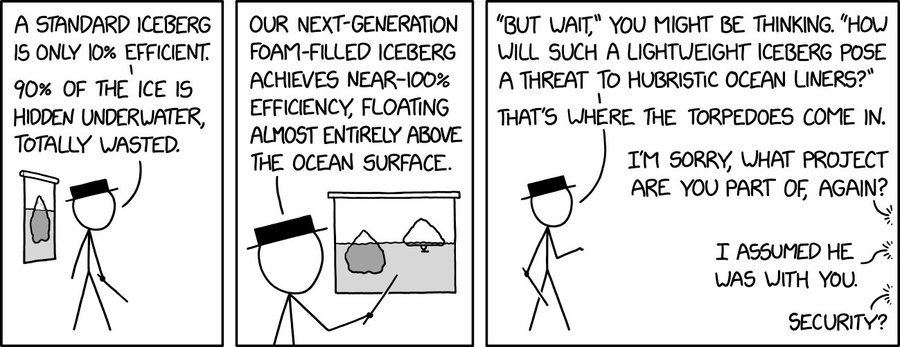 A STANDARD ICEBERG
IS ONLY 10% EFFICIENT.
90% OF THE ICE IS
HIDDEN UNDERWATER,
TOTALLY WASTED.
OUR NEXT-GENERATION
FOAM-FILLED ICEBERG
ACHIEVES NEAR-100%
EFFICIENCY, FLOATING
ALMOST ENTIRELY ABOVE
THE OCEAN SURFACE.
"BUT WAIT," YOU MIGHT BE THINKING. "HOW
WILL SUCH A LIGHTWEIGHT ICEBERG POSE
A THREAT TO HUBRISTIC OCEAN LINERS?"
THAT'S WHERE THE TORPEDOES COME IN.
I'M SORRY, WHAT PROJECT
ARE YOU PART OF, AGAIN?
I ASSUMED HE
WAS WITH YOU.
SECURITY?